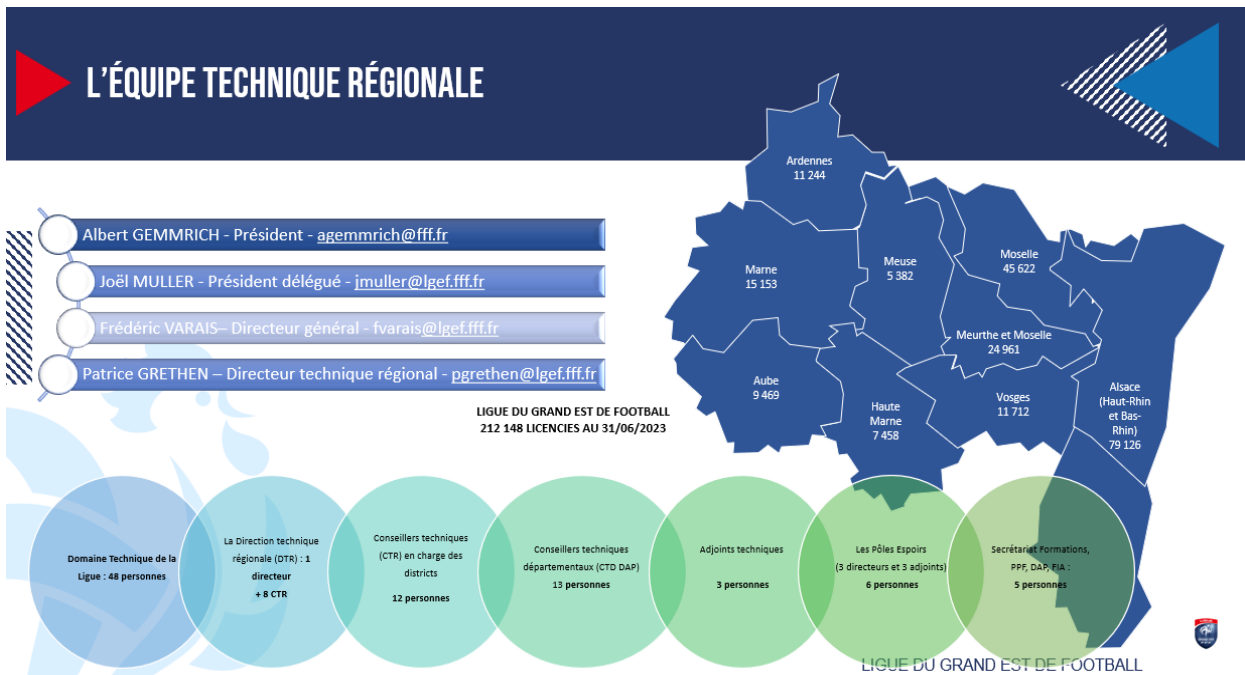 L'ÉQUIPE TECHNIQUE RÉGIONALE
Albert GEMMRICH - Président - agemmrich@fff.fr
Joël MULLER - Président délégué - jmuller@lgef.fff.fr
Frédéric VARAIS– Directeur général - fvarais@lgef.fff.fr
Patrice GRETHEN – Directeur technique régional - pgrethen@lgef.fff.fr
LIGUE DU GRAND EST DE FOOTBALL
212 148 LICENCIES AU 31/06/2023
Ardennes
11 244
Marne
15 153
Meuse
5 382
Moselle
45 622
Meurthe et Moselle
24 961
Aube
9 469
Haute
Marne
7 458
Vosges
11 712
Alsace
(Haut-Rhin
et Bas-
Rhin)
79 126
Domaine Technique de la
Ligue : 48 personnes
La Direction technique
régionale (DTR) : 1
directeur
+ 8 CTR
Conseillers techniques
(CTR) en charge des
districts
12 personnes
Conseillers techniques
départementaux (CTD DAP)
13 personnes
Adjoints techniques
3 personnes
Les Pôles Espoirs
(3 directeurs et 3 adjoints)
6 personnes
Secrétariat Formations,
PPF, DAP, FIA :
5 personnes
LIGUE DU GRAND EST DE FOOTBALL